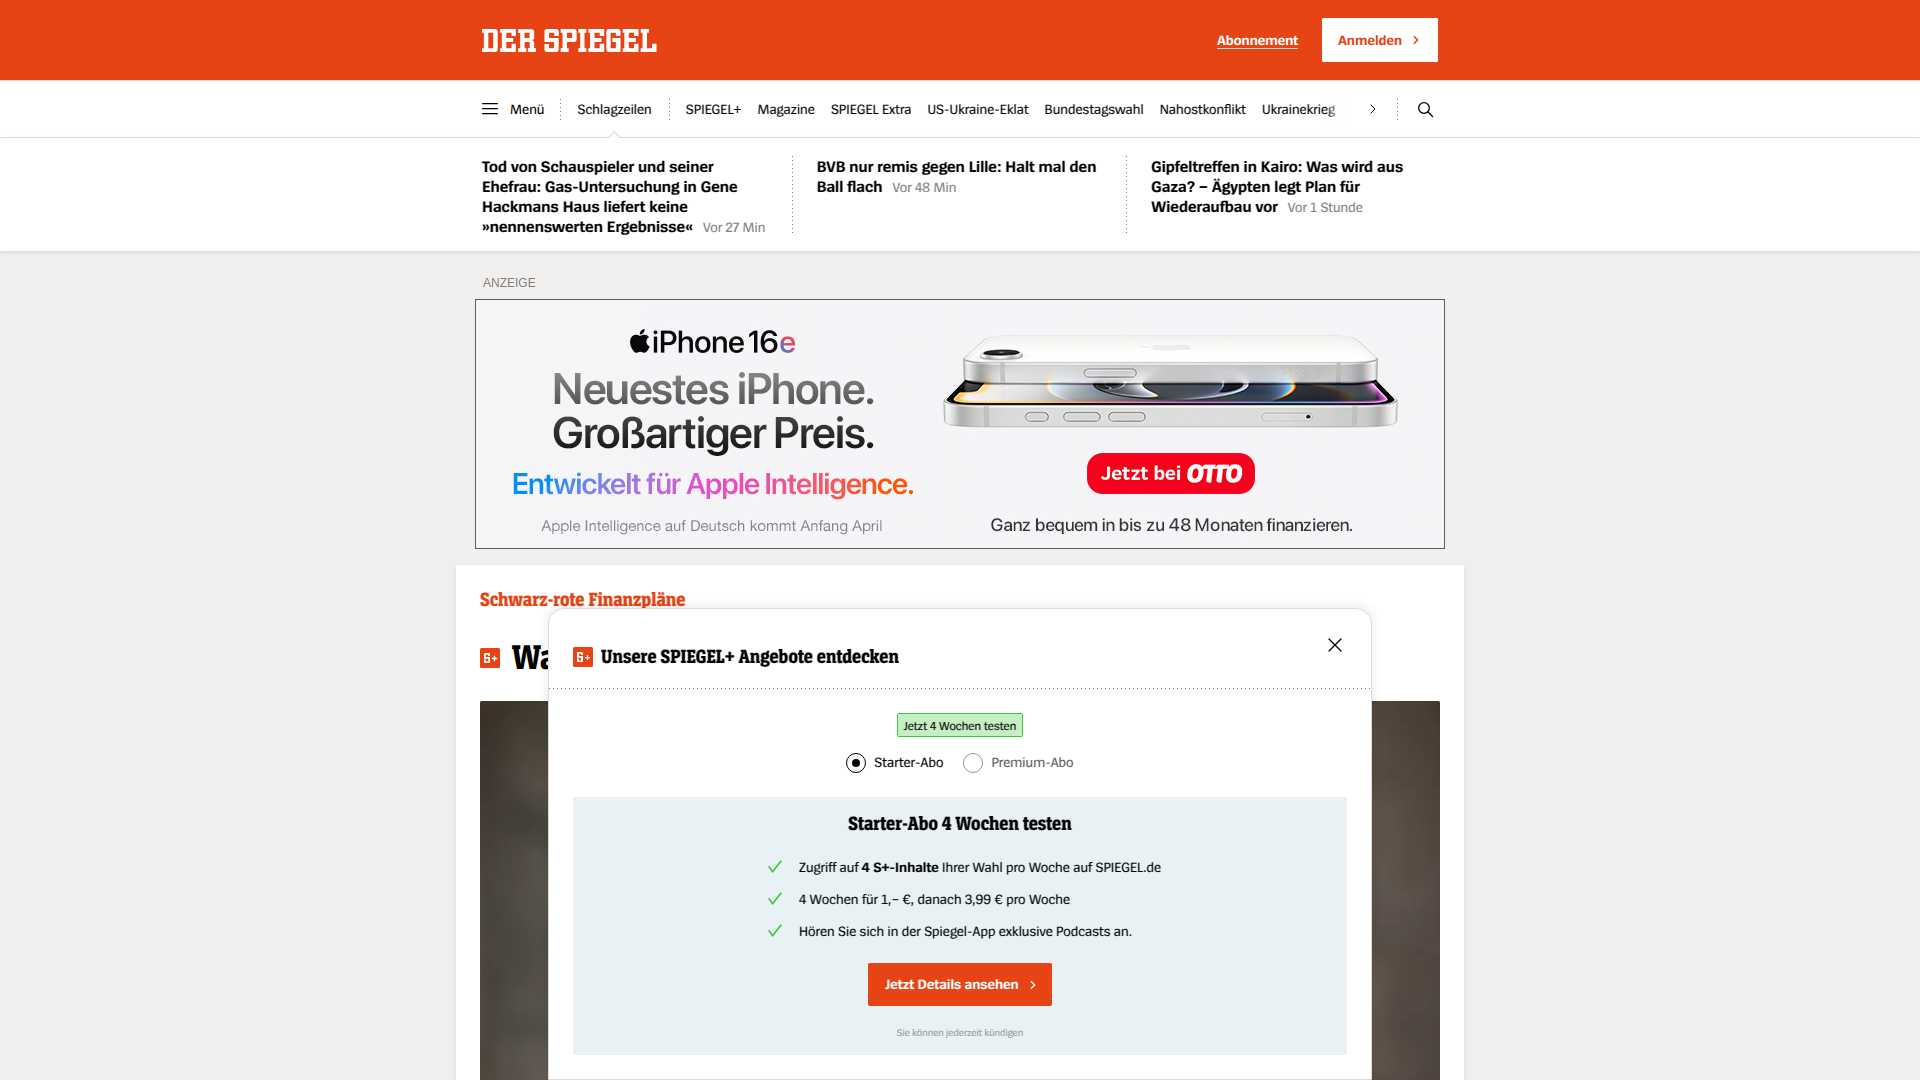 DER SPIEGEL
Abonnement
Anmelden
Menü
Schlagzeilen
SPIEGEL+
Magazine
SPIEGEL Extra
US-Ukraine-Eklat
Bundestagswahl
Nahostkonflikt
Ukrainekrieg
Tod von Schauspieler und seiner
Ehefrau: Gas-Untersuchung in Gene
Hackmans Haus liefert keine
»nennenswerten Ergebnisse« Vor 27 Min
BVB nur remis gegen Lille: Halt mal den
Ball flach Vor 48 Min
Gipfeltreffen in Kairo: Was wird aus
Gaza? – Ägypten legt Plan für
Wiederaufbau vor Vor 1 Stunde
ANZEIGE
iPhone 16e
Neuestes iPhone.
Großartiger Preis.
Entwickelt für Apple Intelligence.
Apple Intelligence auf Deutsch kommt Anfang April
Jetzt bei OTTO
Ganz bequem in bis zu 48 Monaten finanzieren.
Schwarz-rote Finanzpläne
S+
S+ Unsere SPIEGEL+ Angebote entdecken
Jetzt 4 Wochen testen
Starter-Abo
Premium-Abo
Starter-Abo 4 Wochen testen
Zugriff auf 4 S+-Inhalte Ihrer Wahl pro Woche auf SPIEGEL.de
4 Wochen für 1,– €, danach 3,99 € pro Woche
Hören Sie sich in der Spiegel-App exklusive Podcasts an.
Jetzt Details ansehen
Sie können jederzeit kündigen